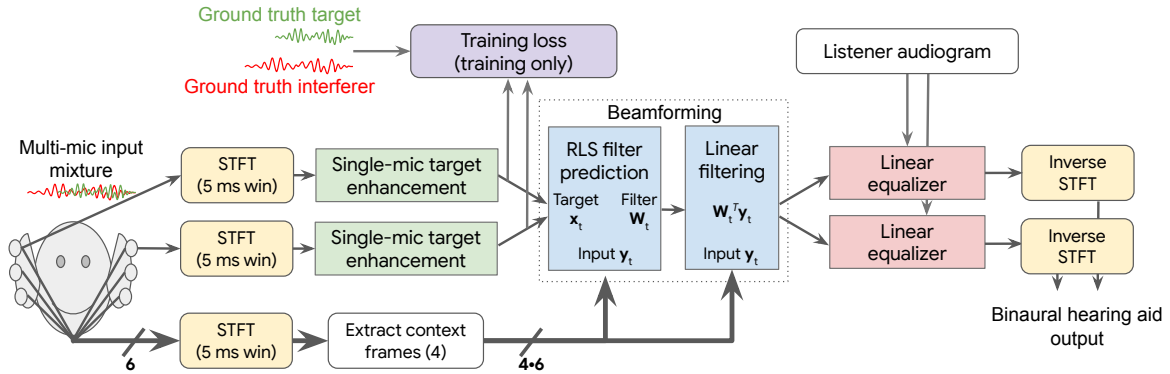 Ground truth target
Ground truth interferer
Training loss
(training only)
Listener audiogram
Multi-mic input
mixture
STFT
(5 ms win)
Single-mic target
enhancement
STFT
(5 ms win)
Single-mic target
enhancement
Beamforming
RLS filter
prediction
Target
x_t
Filter
W_t
Input y_t
Linear
filtering
W_t^T y_t
Input y_t
Linear
equalizer
Linear
equalizer
Inverse
STFT
Inverse
STFT
Binaural hearing aid
output
6
STFT
(5 ms win)
Extract context
frames (4)
4•6